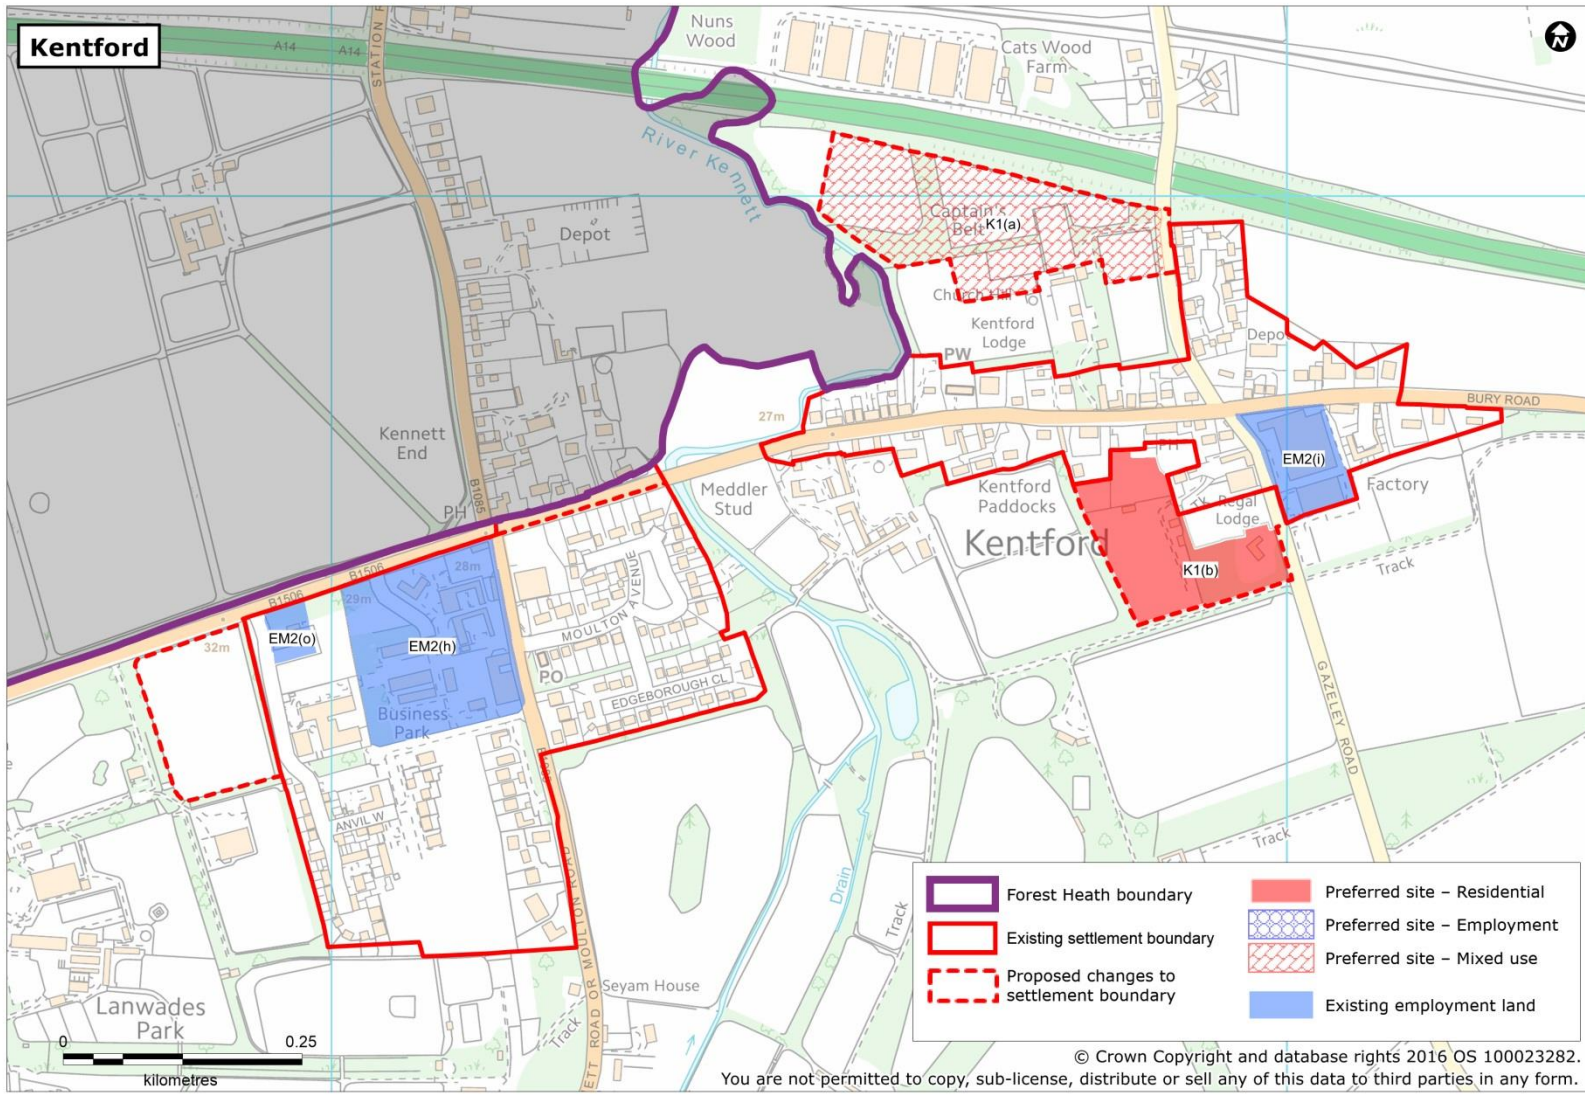 Kentford
N
A14
A14
STATION R
Nuns
Wood
Cats Wood
Farm
River Kennett
Depot
Captain's
Belt
K1(a)
Church Hill
Kentford
Lodge
PW
Depot
Kennett
End
27m
BURY ROAD
PH
EM2(i)
Factory
B1085
PH
Meddler
Stud
Kentford
Paddocks
Regal
Lodge
Kentford
K1(b)
Track
B1506
B1506
28m
29m
MOULTON AVENUE
EM2(o)
EM2(h)
32m
PO
EDGEBOROUGH CL
Business
Park
GAZELEY ROAD
ANVIL W
Track
Drain
Track
Lanwades
Park
Seyam House
Track
ETT ROAD OR MOULTON ROAD
0 0.25
kilometres
Forest Heath boundary
Existing settlement boundary
Proposed changes to
settlement boundary
Preferred site – Residential
Preferred site – Employment
Preferred site – Mixed use
Existing employment land
© Crown Copyright and database rights 2016 OS 100023282.
You are not permitted to copy, sub-license, distribute or sell any of this data to third parties in any form.